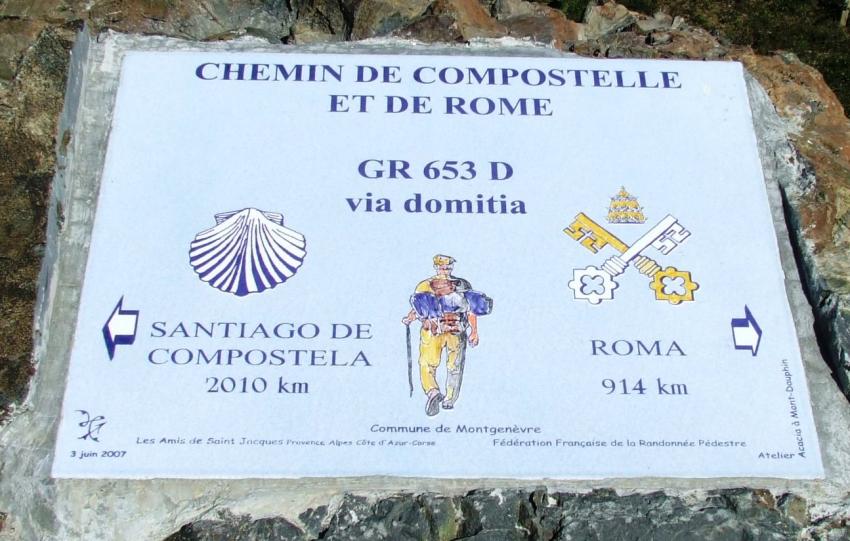 CHEMIN DE COMPOSTELLE
ET DE ROME
GR 653 D
via domitia
SANTIAGO DE
COMPOSTELA
2010 km
ROMA
914 km
Commune de Montgenèvre
Les Amis de Saint Jacques Provence Alpes Côte d'Azur-Corse
Fédération Française de la Randonnée Pédestre
3 juin 2007
Atelier Acacia à Mont-Dauphin